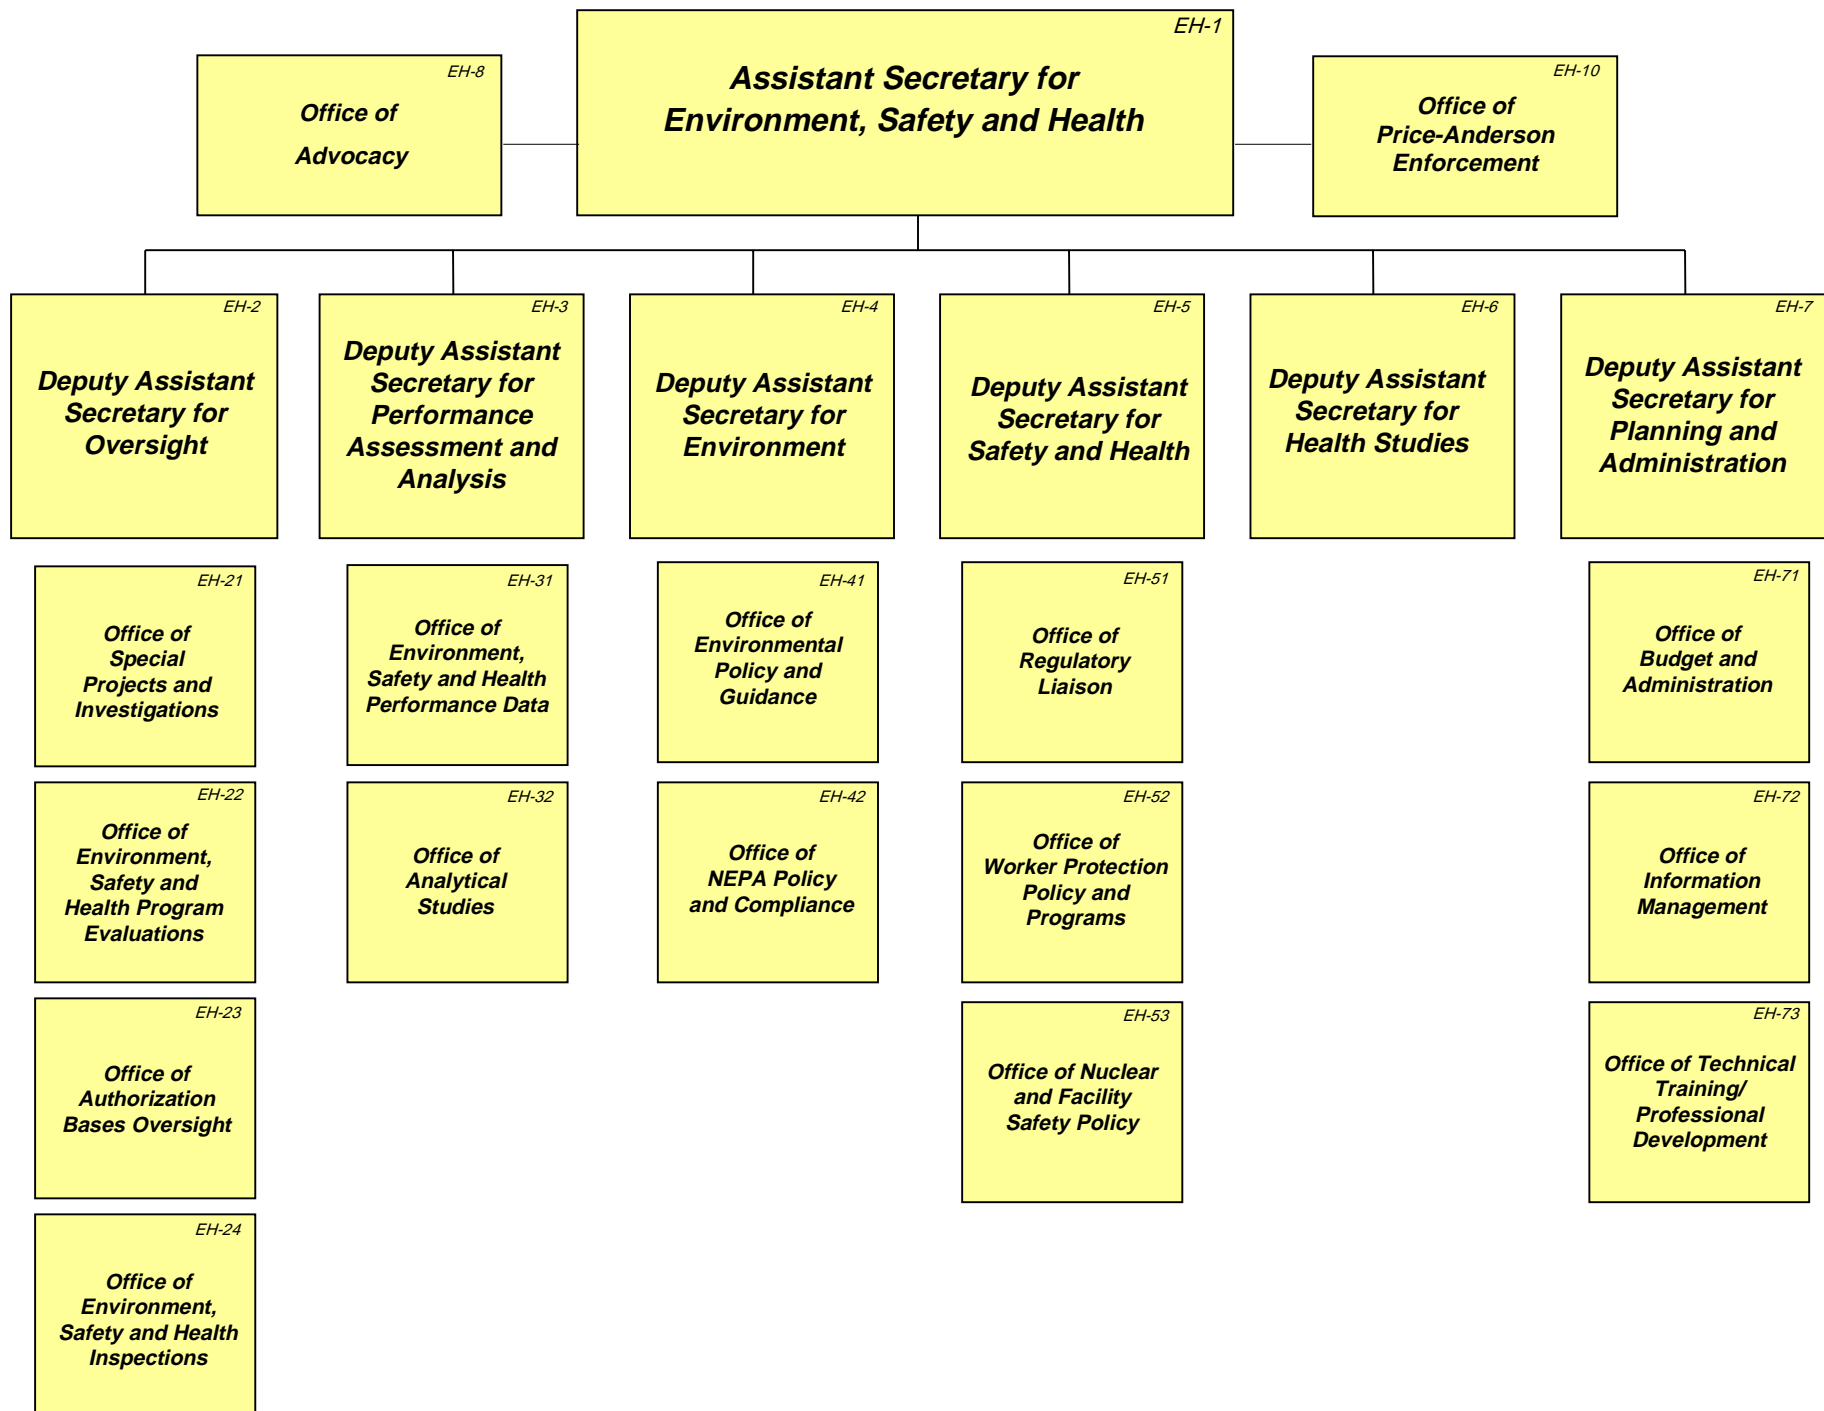 EH-1
Assistant Secretary for
Environment, Safety and Health
EH-8
Office of
Advocacy
EH-10
Office of
Price-Anderson
Enforcement
EH-2
Deputy Assistant
Secretary for
Oversight
EH-3
Deputy Assistant
Secretary for
Performance
Assessment and
Analysis
EH-4
Deputy Assistant
Secretary for
Environment
EH-5
Deputy Assistant
Secretary for
Safety and Health
EH-6
Deputy Assistant
Secretary for
Health Studies
EH-7
Deputy Assistant
Secretary for
Planning and
Administration
EH-21
Office of
Special
Projects and
Investigations
EH-31
Office of
Environment,
Safety and Health
Performance Data
EH-41
Office of
Environmental
Policy and
Guidance
EH-51
Office of
Regulatory
Liaison
EH-71
Office of
Budget and
Administration
EH-22
Office of
Environment,
Safety and
Health Program
Evaluations
EH-32
Office of
Analytical
Studies
EH-42
Office of
NEPA Policy
and Compliance
EH-52
Office of
Worker Protection
Policy and
Programs
EH-72
Office of
Information
Management
EH-23
Office of
Authorization
Bases Oversight
EH-53
Office of Nuclear
and Facility
Safety Policy
EH-73
Office of Technical
Training/
Professional
Development
EH-24
Office of
Environment,
Safety and Health
Inspections